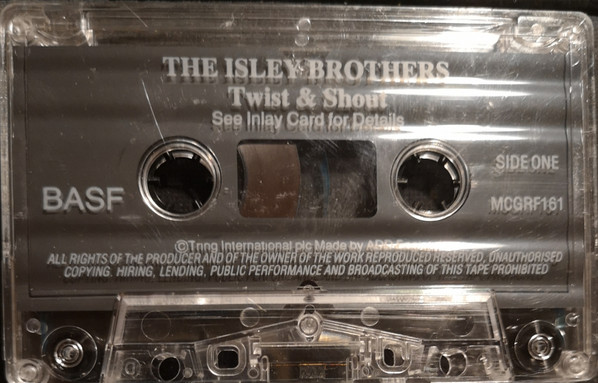 THE ISLEY BROTHERS
Twist & Shout
See Inlay Card for Details
SIDE ONE
BASF
MCGRF161
©Tring International plc Made by
ALL RIGHTS OF THE PRODUCER AND OF THE OWNER OF THE WORK REPRODUCED RESERVED, UNAUTHORISED
COPYING, HIRING, LENDING, PUBLIC PERFORMANCE AND BROADCASTING OF THIS TAPE PROHIBITED